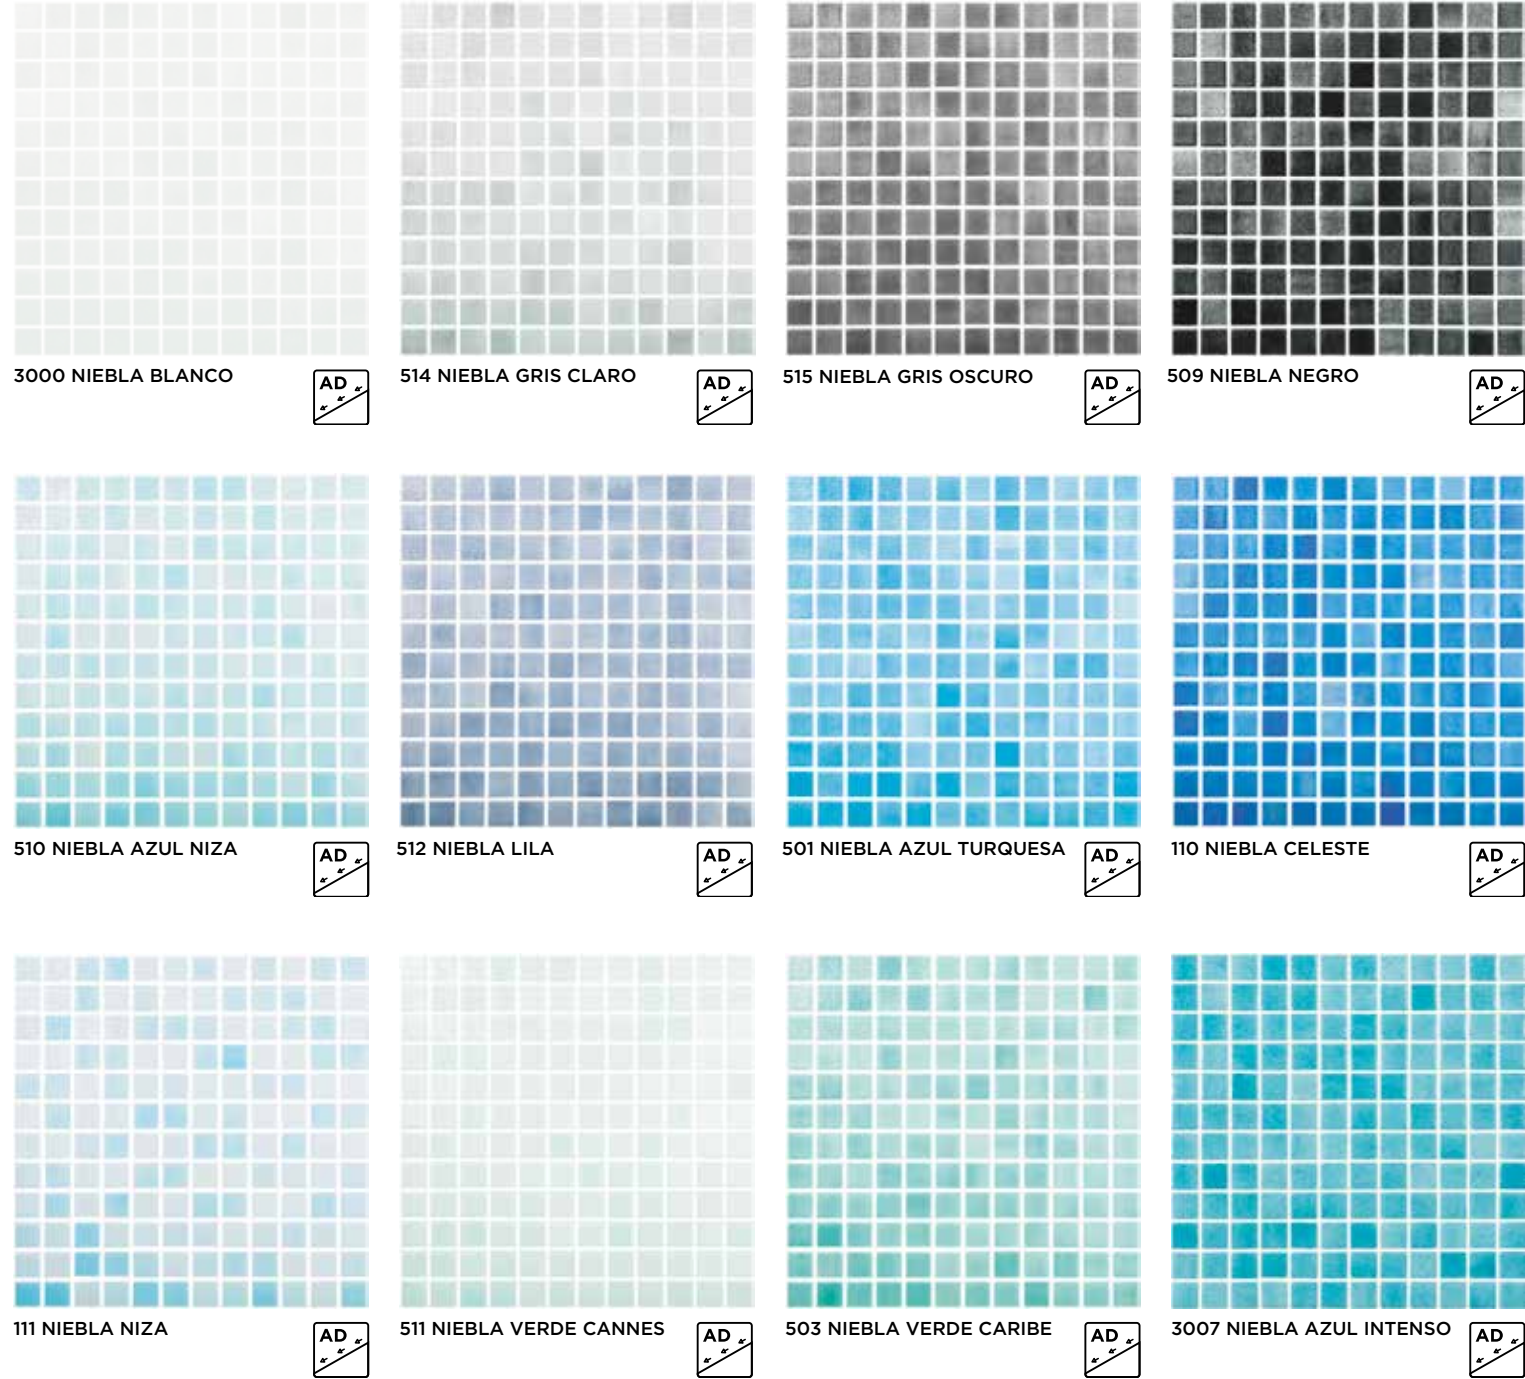 3000 NIEBLA BLANCO
AD
514 NIEBLA GRIS CLARO
AD
515 NIEBLA GRIS OSCURO
AD
509 NIEBLA NEGRO
AD
510 NIEBLA AZUL NIZA
AD
512 NIEBLA LILA
AD
501 NIEBLA AZUL TURQUESA
AD
110 NIEBLA CELESTE
AD
111 NIEBLA NIZA
AD
511 NIEBLA VERDE CANNES
AD
503 NIEBLA VERDE CARIBE
AD
3007 NIEBLA AZUL INTENSO
AD